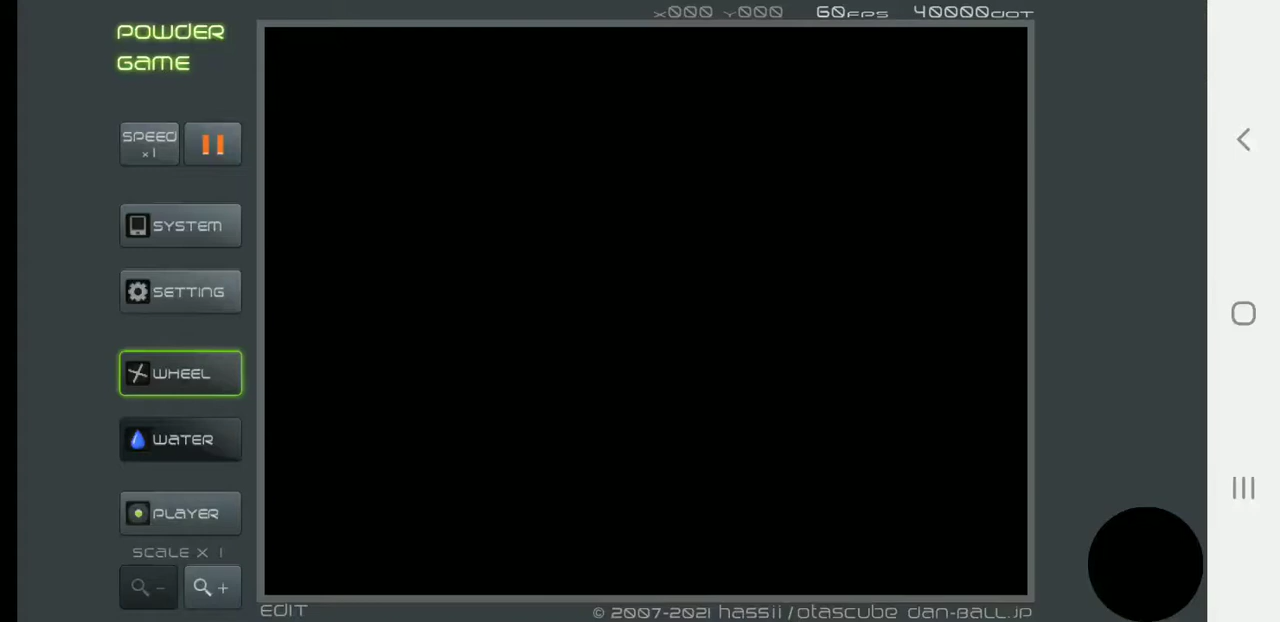 POWDER
GAME
X000 Y000 60FPS 40000DOT
SPEED
x1
SYSTEM
SETTING
WHEEL
WATER
PLAYER
SCALE X 1
-
+
EDIT
© 2007-2021 hassii/otascube dan-ball.jp